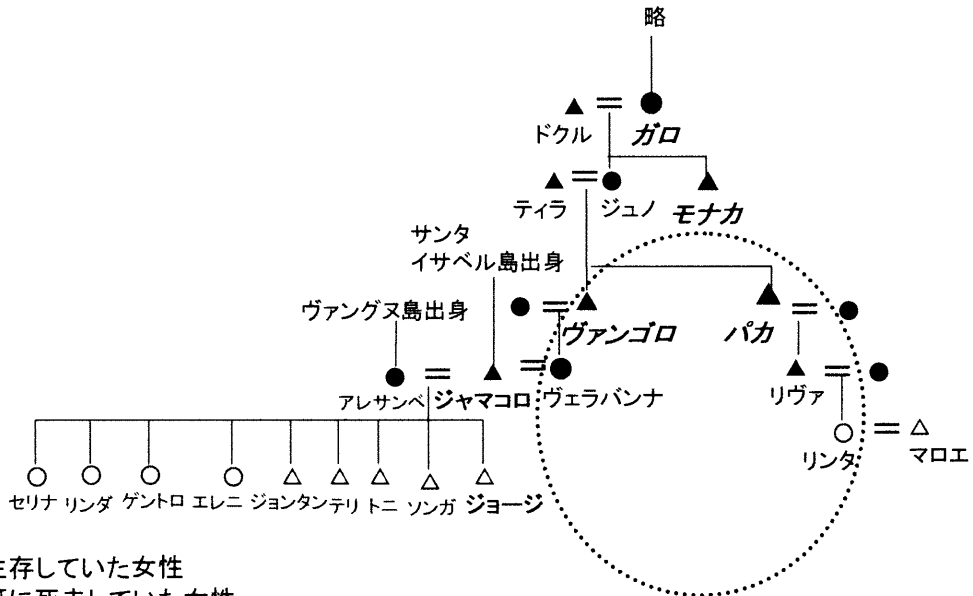 略
ドクル ガロ
ティラ ジュノ モナカ
サンタ
イサベル島出身
ヴァングヌ島出身
ヴァンゴロ パカ
アレサンベ ジャマコロ ヴェラバンナ リヴァ
リンタ マロエ
セリナ リンダ ゲントロ エレニ ジョンタン テリ トニ ソンガ ジョージ
生存していた女性